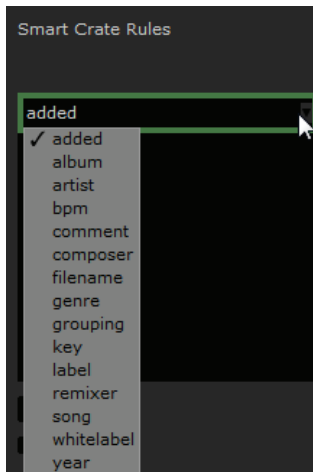 Smart Crate Rules
added
✓ added
album
artist
bpm
comment
composer
filename
genre
grouping
key
label
remixer
song
whitelabel
year